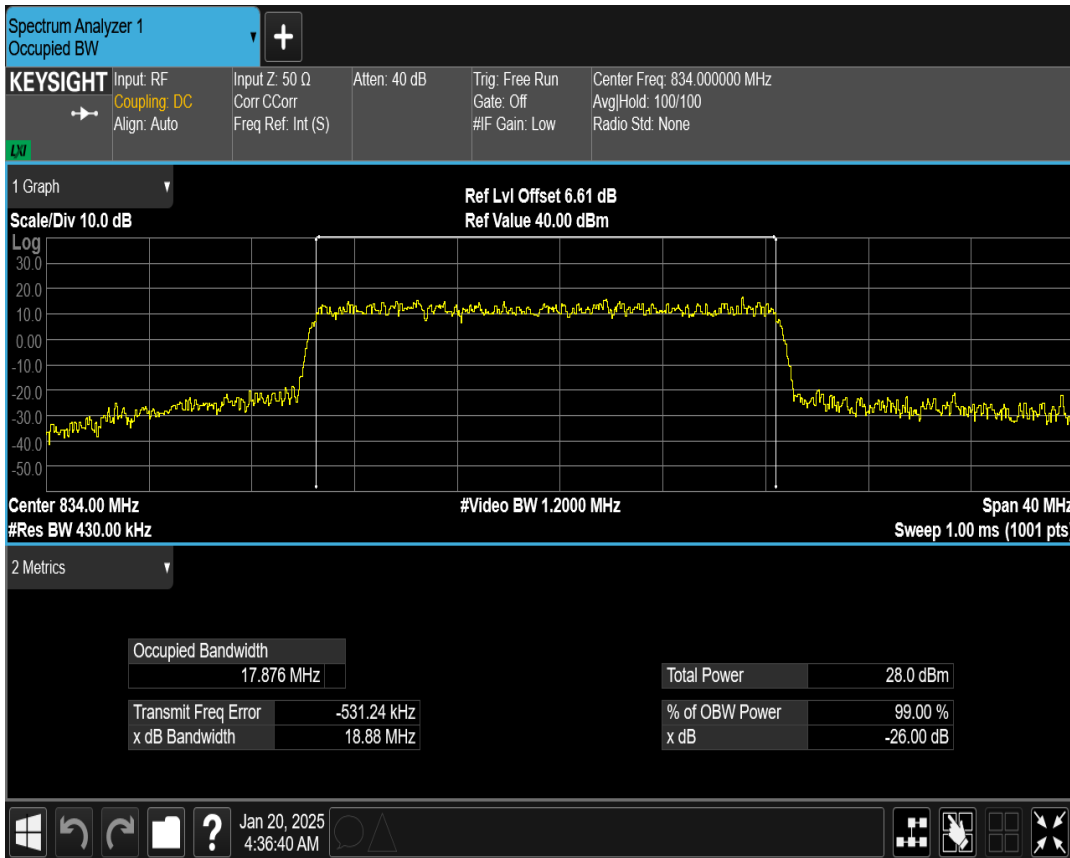 Spectrum Analyzer 1
Occupied BW
+
KEYSIGHT
LXI
Input: RF
Coupling: DC
Align: Auto
Input Z: 50 Ω
Corr CCorr
Freq Ref: Int (S)
Atten: 40 dB
Trig: Free Run
Gate: Off
#IF Gain: Low
Center Freq: 834.000000 MHz
Avg|Hold: 100/100
Radio Std: None
1 Graph
Scale/Div 10.0 dB
Ref Lvl Offset 6.61 dB
Ref Value 40.00 dBm
Log
30.0
20.0
10.0
0.00
-10.0
-20.0
-30.0
-40.0
-50.0
Center 834.00 MHz
#Video BW 1.2000 MHz
Span 40 MHz
#Res BW 430.00 kHz
Sweep 1.00 ms (1001 pts)
2 Metrics
Occupied Bandwidth
17.876 MHz
Transmit Freq Error -531.24 kHz
x dB Bandwidth 18.88 MHz
Total Power 28.0 dBm
% of OBW Power 99.00 %
x dB -26.00 dB
?
Jan 20, 2025
4:36:40 AM